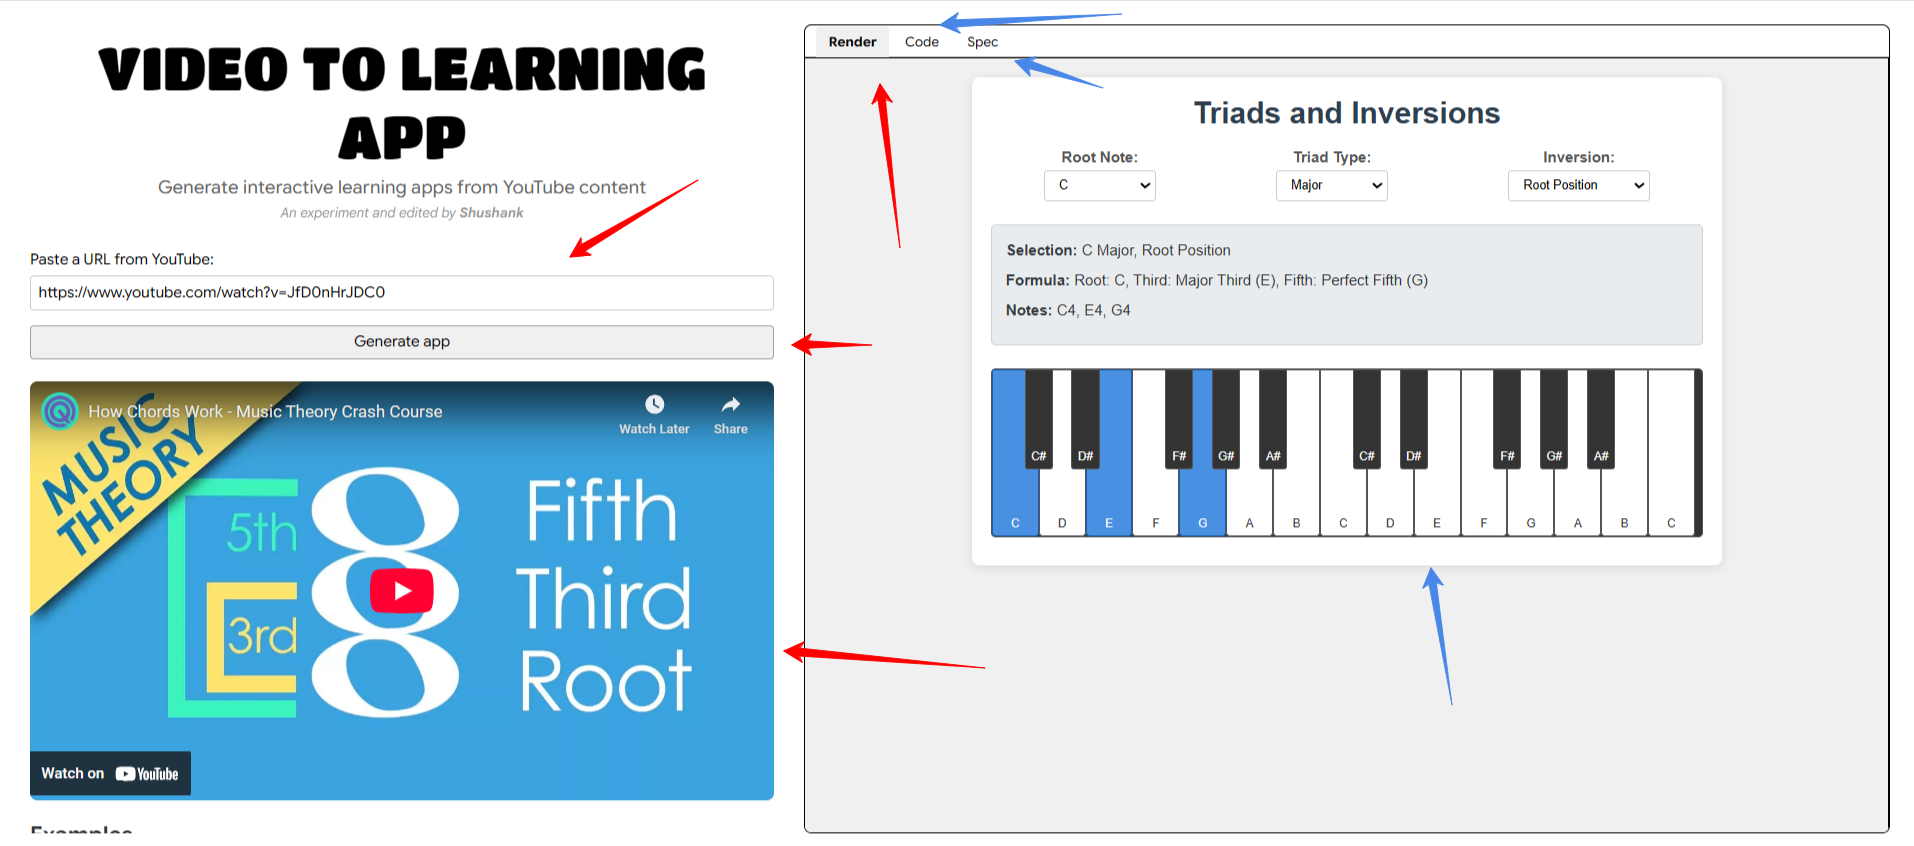 VIDEO TO LEARNING
APP
Generate interactive learning apps from YouTube content
An experiment and edited by Shushank
Paste a URL from YouTube:
https://www.youtube.com/watch?v=JfD0nHrJDC0
Generate app
How Chords Work - Music Theory Crash Course
Watch Later
Share
MUSIC
THEORY
5th
3rd
Fifth
Third
Root
Watch on YouTube
Examples
Render Code Spec
Triads and Inversions
Root Note: Triad Type: Inversion:
C Major Root Position
Selection: C Major, Root Position
Formula: Root: C, Third: Major Third (E), Fifth: Perfect Fifth (G)
Notes: C4, E4, G4
C# D# F# G# A# C# D# F# G# A#
C D E F G A B C D E F G A B C